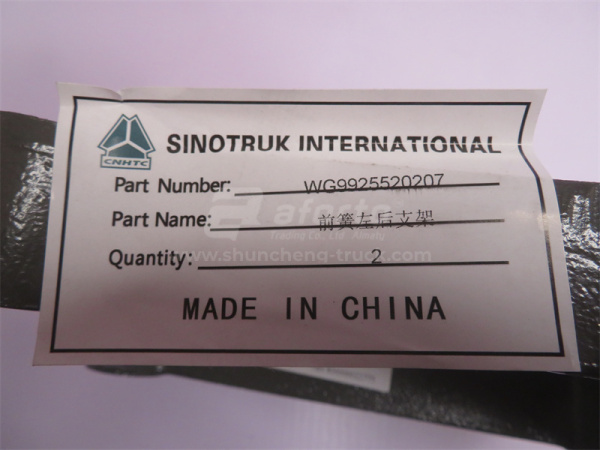 CNHTC
SINOTRUK INTERNATIONAL
Part Number: WG9925520207
Part Name: 前簧左后支架
Quantity: 2
www.shuncheng-truck.com
MADE IN CHINA